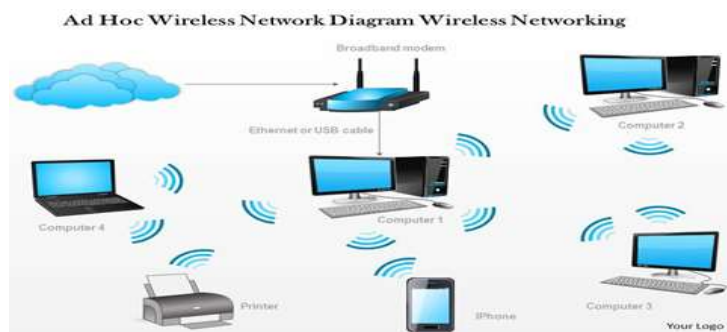 Ad Hoc Wireless Network Diagram Wireless Networking
Broadband modem
Ethernet or USB cable
Computer 2
Computer 1
Computer 4
Computer 3
Printer
IPhone
Your Logo